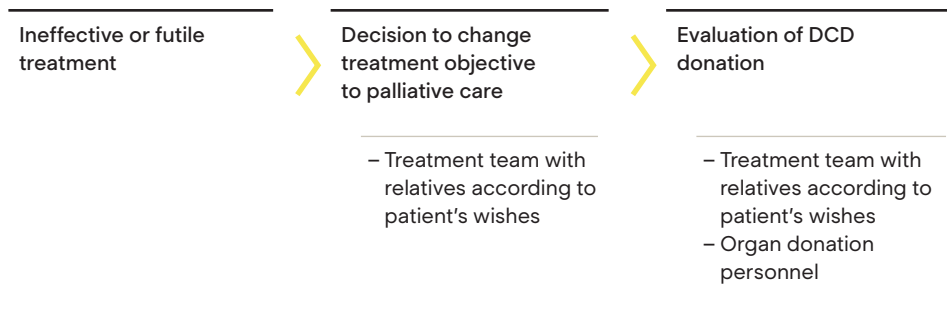 Ineffective or futile
treatment
Decision to change
treatment objective
to palliative care
– Treatment team with
relatives according to
patient's wishes
Evaluation of DCD
donation
– Treatment team with
relatives according to
patient's wishes
– Organ donation
personnel